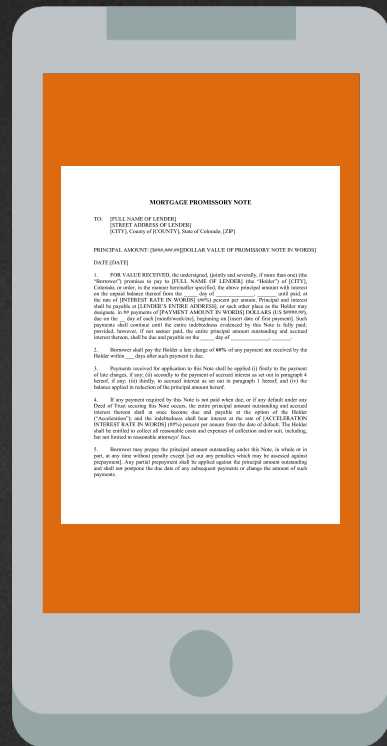 MORTGAGE PROMISSORY NOTE
TO: [FULL NAME OF LENDER]
[STREET ADDRESS OF LENDER]
[CITY], County of [COUNTY], State of Colorado, [ZIP]
PRINCIPAL AMOUNT: [$###,###.##][DOLLAR VALUE OF PROMISSORY NOTE IN WORDS]
DATE:[DATE]
1. FOR VALUE RECEIVED, the undersigned, (jointly and severally, if more than one) (the
"Borrower") promises to pay to [FULL NAME OF LENDER] (the "Holder") of [CITY],
Colorado, or order, in the manner hereinafter specified, the above principal amount with interest
on the unpaid balance thereof from the _____ day of ______________, _______ until paid, at
the rate of [INTEREST RATE IN WORDS] (##%) percent per annum. Principal and interest
shall be payable at [LENDER'S ENTIRE ADDRESS], or such other place as the Holder may
designate, in ## payments of [PAYMENT AMOUNT IN WORDS] DOLLARS (US $####.##),
due on the __ day of each [month/week/etc], beginning on [insert date of first payment]. Such
payments shall continue until the entire indebtedness evidenced by this Note is fully paid;
provided, however, if not sooner paid, the entire principal amount outstanding and accrued
interest thereon, shall be due and payable on the _____ day of ______________, _______.
2. Borrower shall pay the Holder a late charge of ##% of any payment not received by the
Holder within ___ days after such payment is due.
3. Payments received for application to this Note shall be applied (i) firstly to the payment
of late charges, if any; (ii) secondly to the payment of accrued interest as set out in paragraph 4
hereof, if any; (iii) thirdly, to accrued interest as set out in paragraph 1 hereof; and (iv) the
balance applied in reduction of the principal amount hereof.
4. If any payment required by this Note is not paid when due, or if any default under any
Deed of Trust securing this Note occurs, the entire principal amount outstanding and accrued
interest thereon shall at once become due and payable at the option of the Holder
("Acceleration"); and the indebtedness shall bear interest at the rate of [ACCELERATION
INTEREST RATE IN WORDS] (##%) percent per annum from the date of default. The Holder
shall be entitled to collect all reasonable costs and expenses of collection and/or suit, including,
but not limited to reasonable attorneys' fees.
5. Borrower may prepay the principal amount outstanding under this Note, in whole or in
part, at any time without penalty except [set out any penalties which may be assessed against
prepayment]. Any partial prepayment shall be applied against the principal amount outstanding
and shall not postpone the due date of any subsequent payments or change the amount of such
payments.